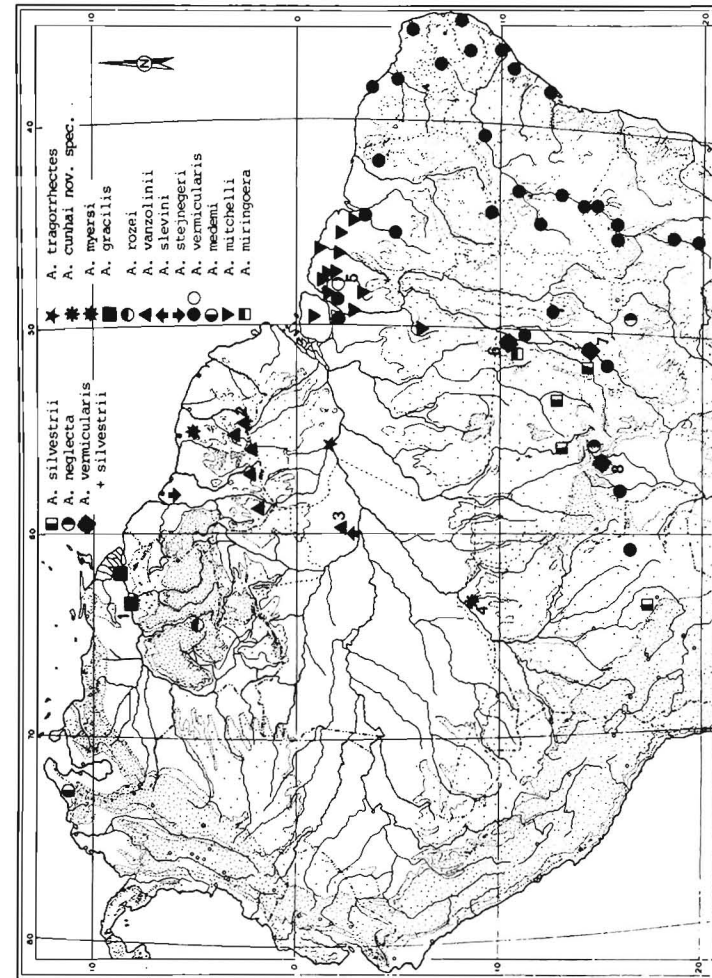 A. tragorrhectes
A. cunhai nov. spec.
A. myersi
A. gracilis
A. rozei
A. vanzolinii
A. slevini
A. stejnegeri
A. vermicularis
A. medemi
A. mitchelli
A. miringoera
A. silvestrii
A. neglecta
A. vermicularis
+ silvestrii
N
10
0
10
20
80
70
60
50
40
1
2
3
4
5
6
7
8